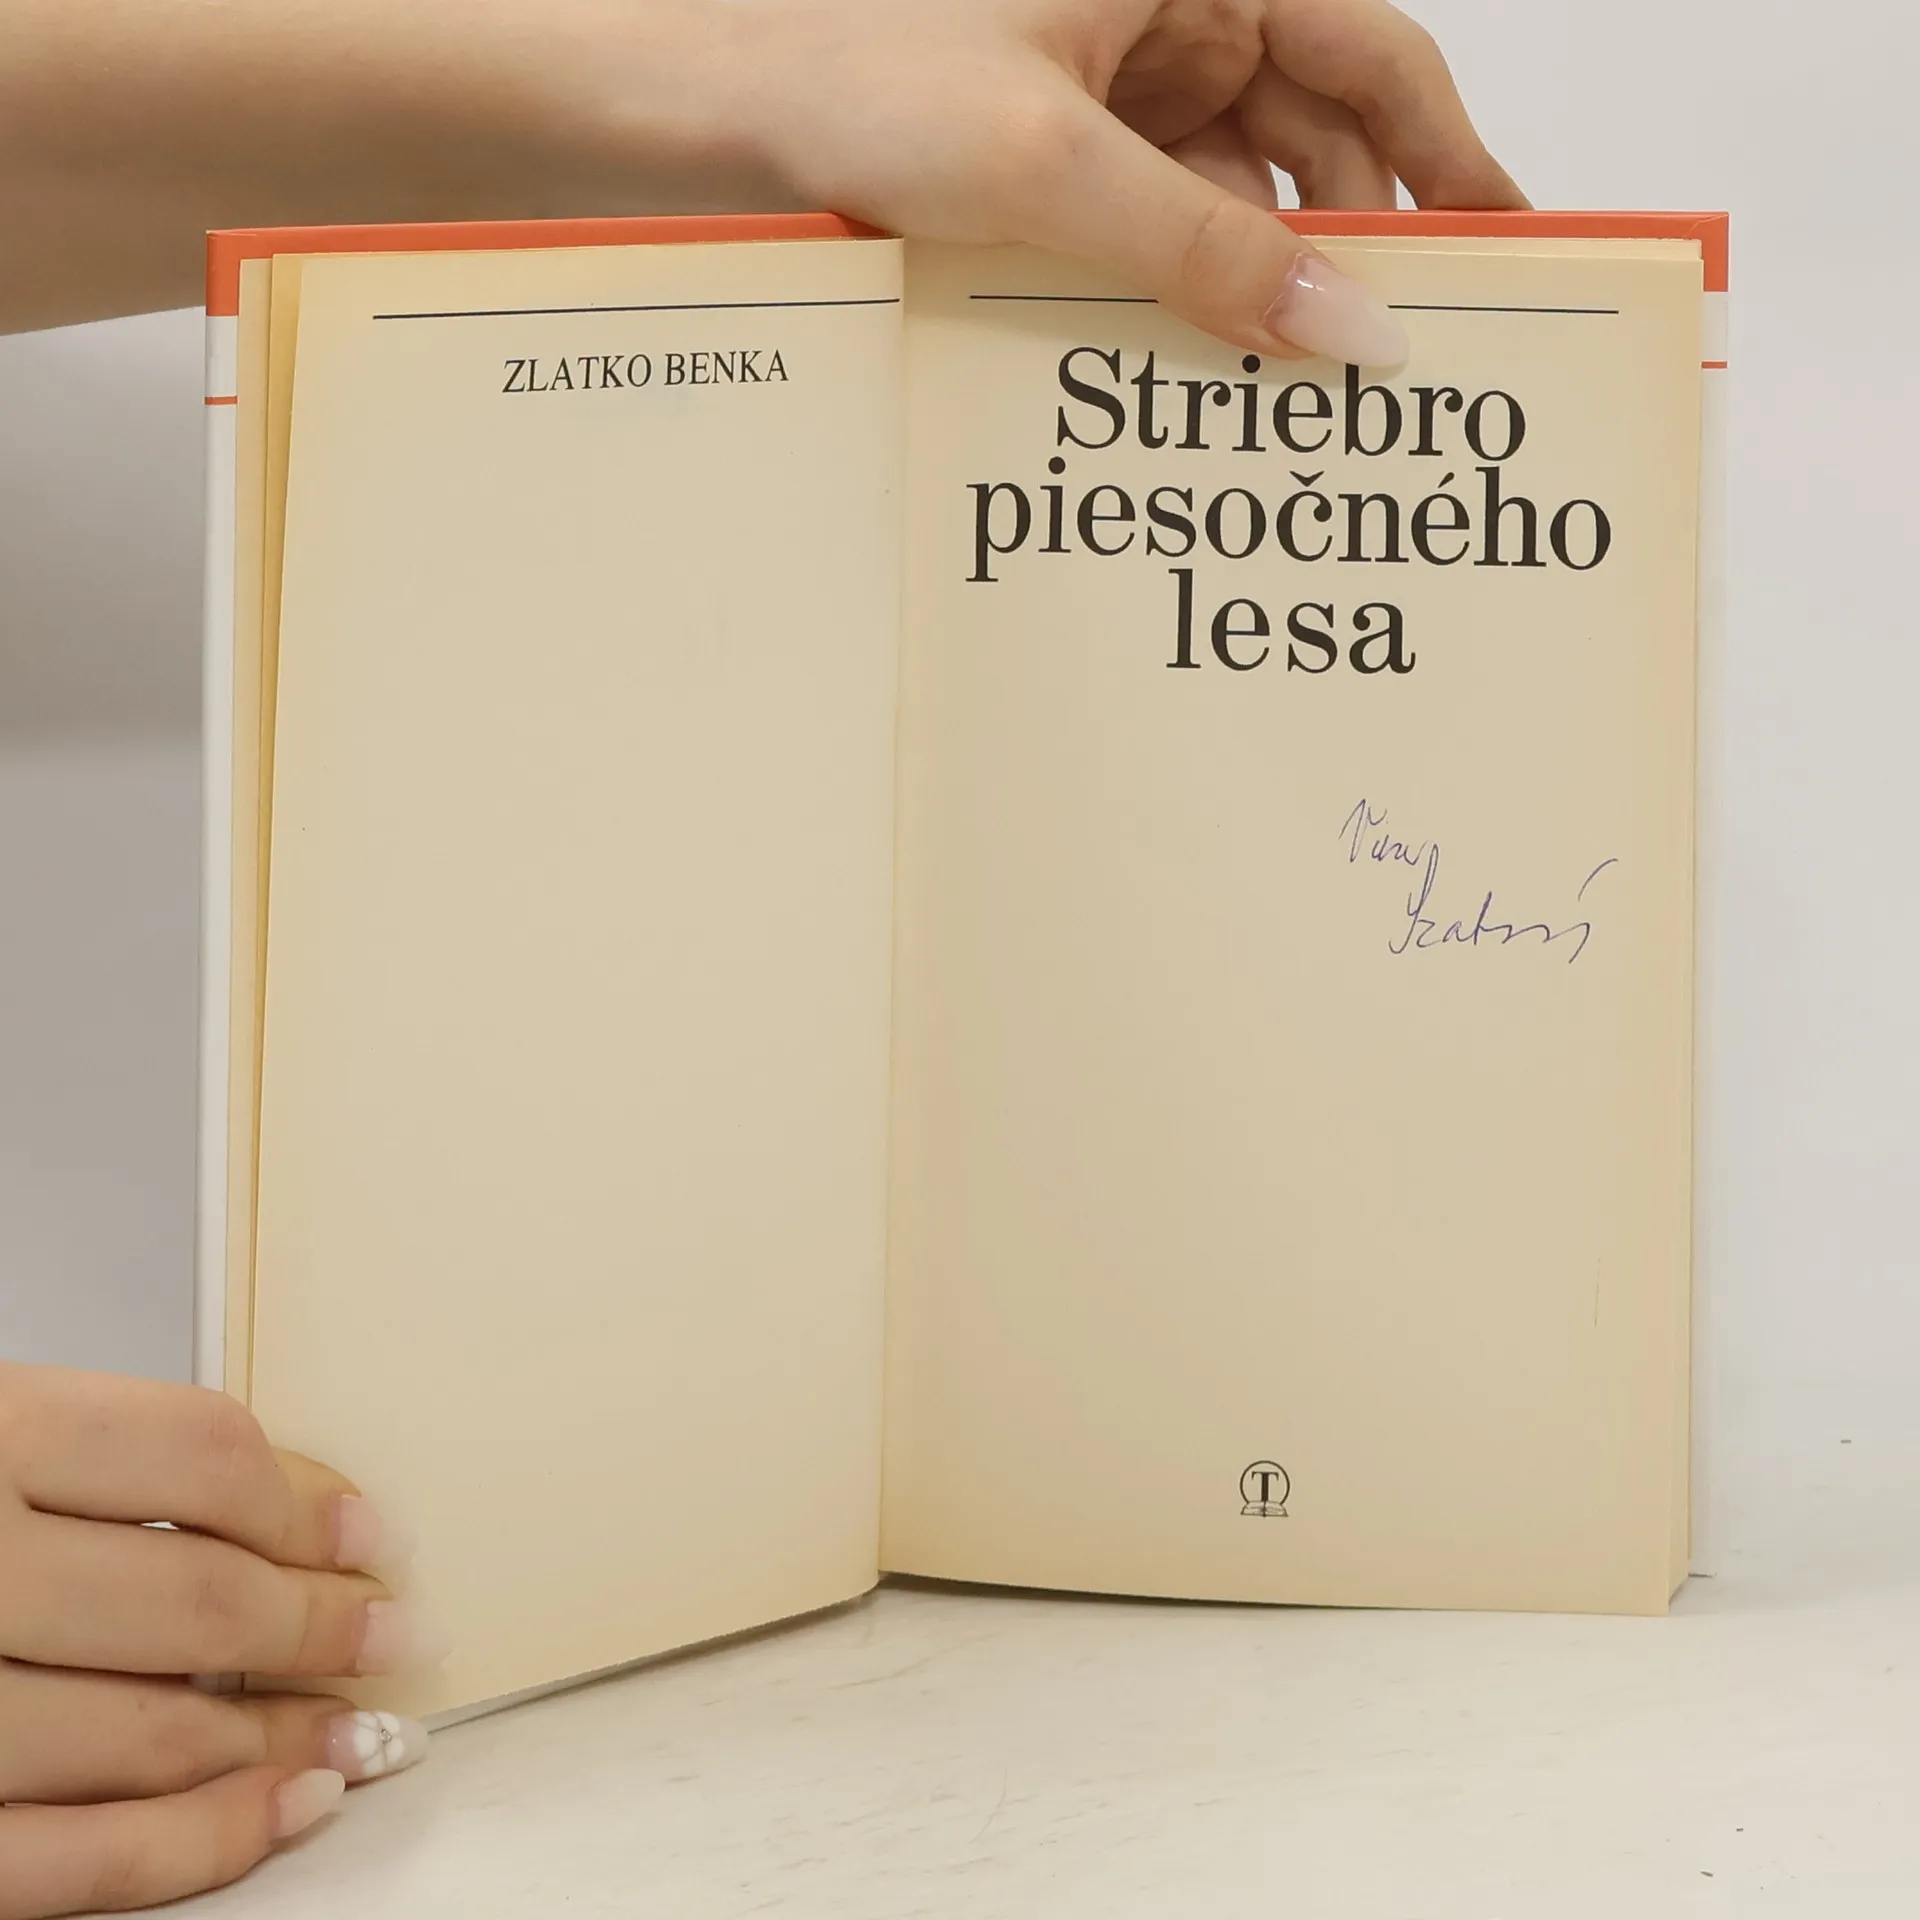 ZLATKO BENKA
Striebro
piesočného
lesa
T